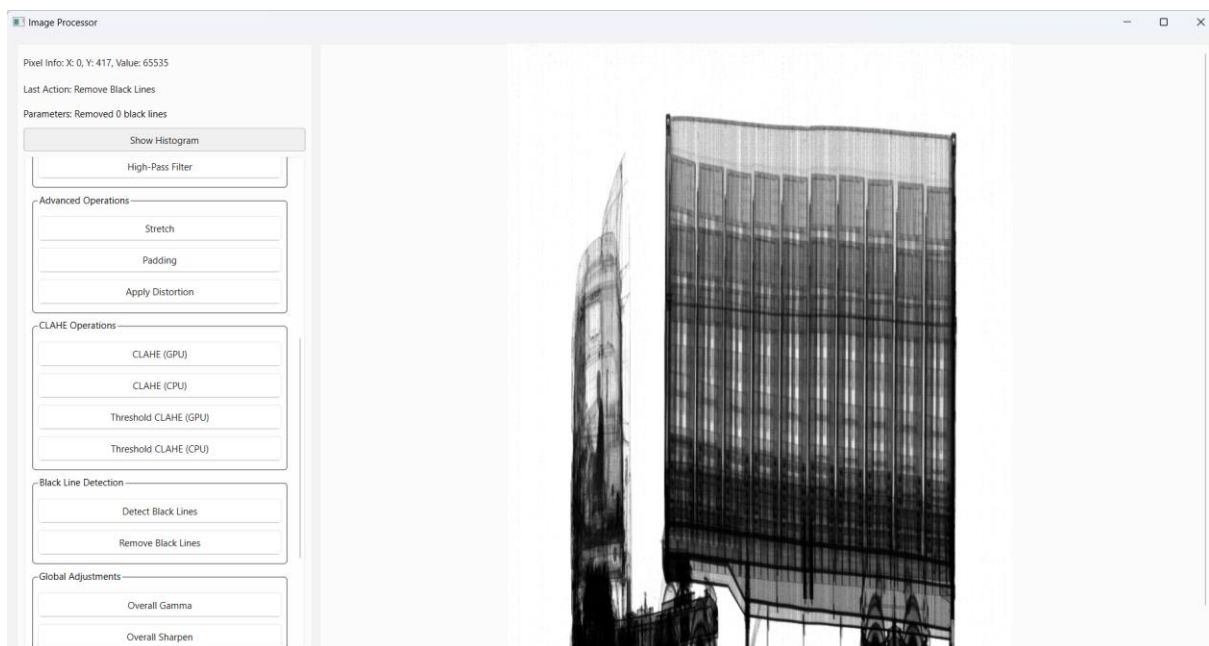 Image Processor
Pixel Info: X: 0, Y: 417, Value: 65535
Last Action: Remove Black Lines
Parameters: Removed 0 black lines
Show Histogram
High-Pass Filter
Advanced Operations
Stretch
Padding
Apply Distortion
CLAHE Operations
CLAHE (GPU)
CLAHE (CPU)
Threshold CLAHE (GPU)
Threshold CLAHE (CPU)
Black Line Detection
Detect Black Lines
Remove Black Lines
Global Adjustments
Overall Gamma
Overall Sharpen